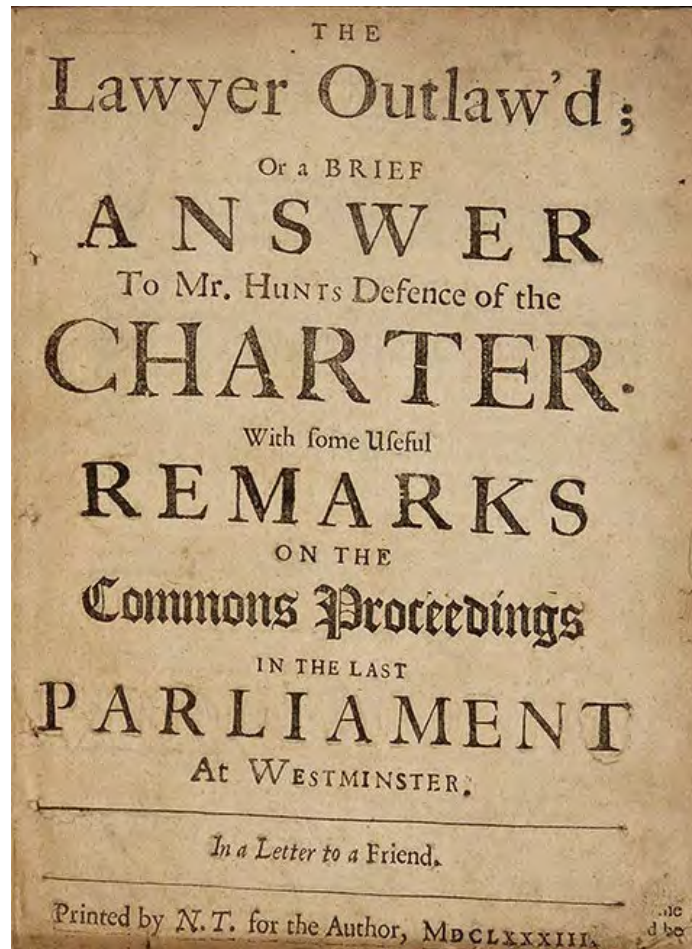 THE
Lawyer Outlaw'd;
Or a BRIEF
ANSWER
To Mr. HUNTS Defence of the
CHARTER.
With ſome Uſeful
REMARKS
ON THE
Commons Proceedings
IN THE LAST
PARLIAMENT
At WESTMINSTER.
In a Letter to a Friend.
Printed by N.T. for the Author, MDCLXXXIII.